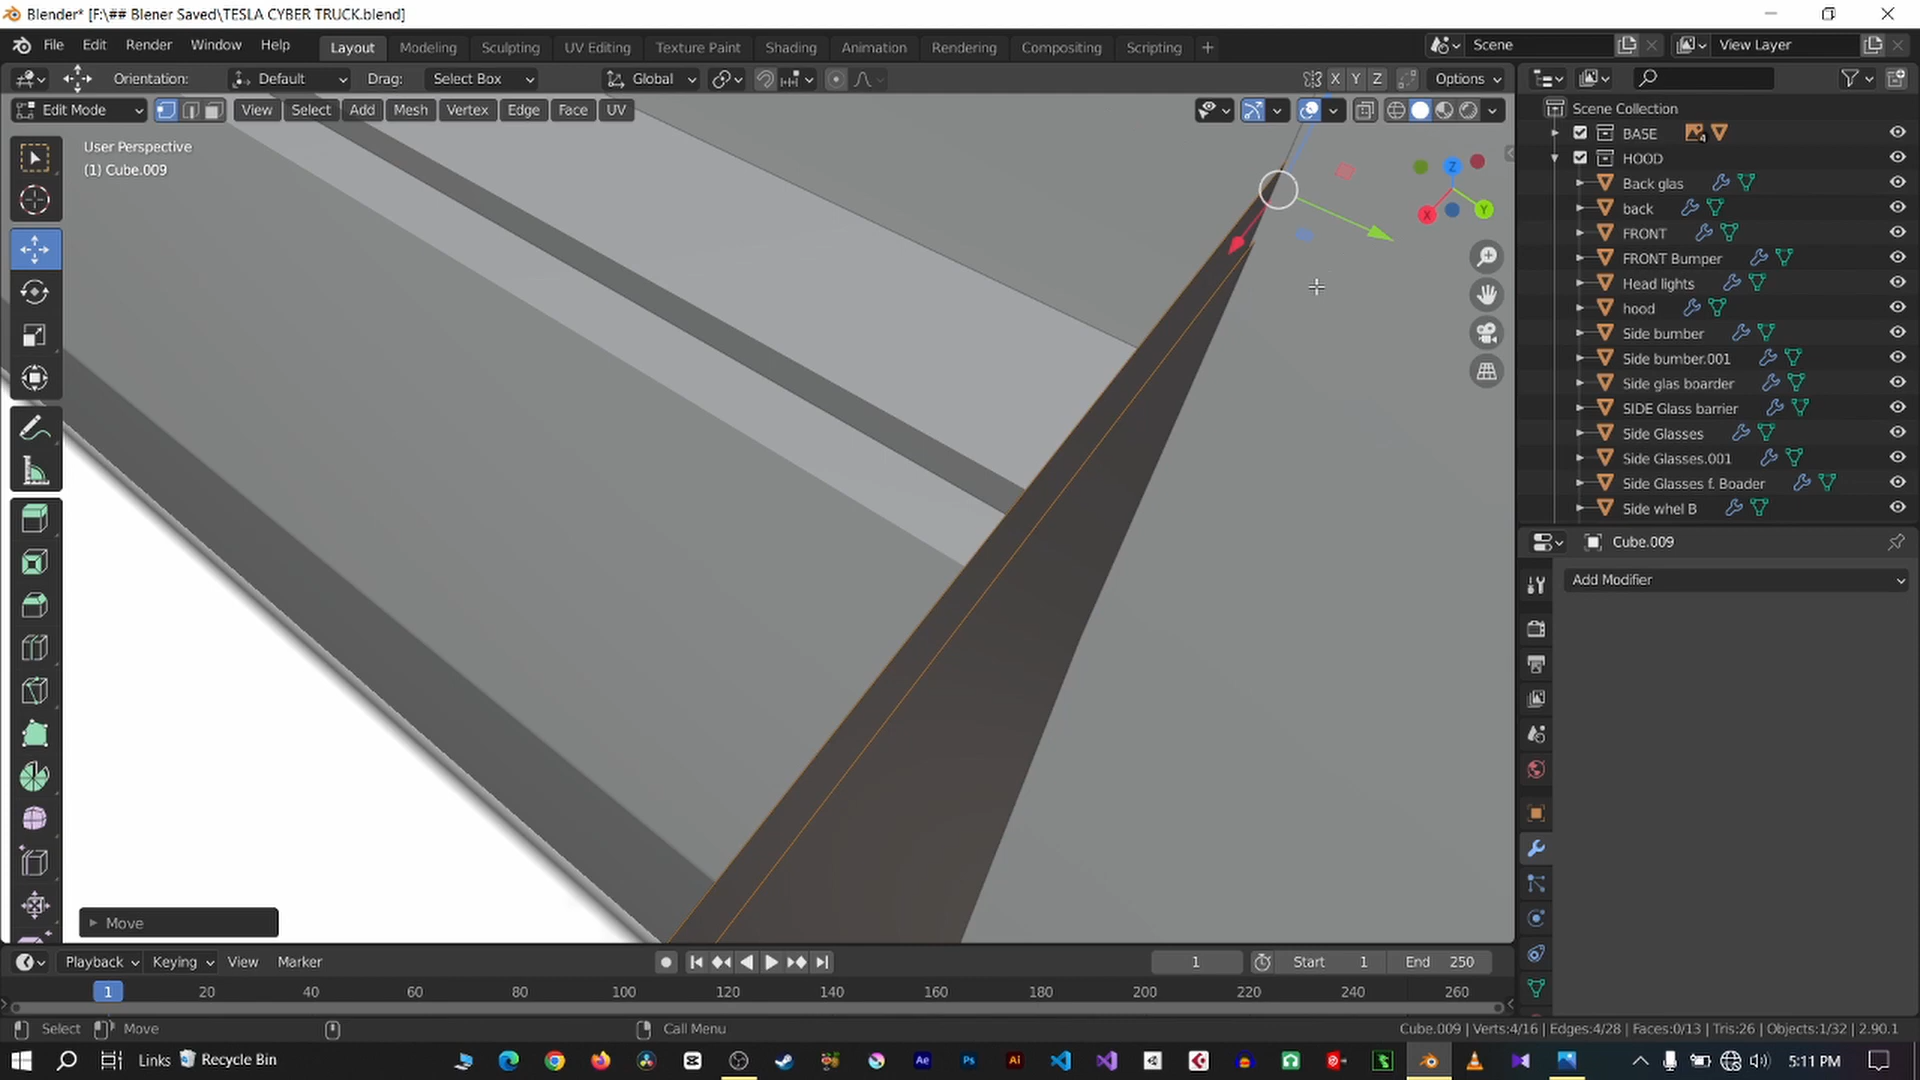 Blender* [F:\## Blener Saved\TESLA CYBER TRUCK.blend]
File Edit Render Window Help Layout Modeling Sculpting UV Editing Texture Paint Shading Animation Rendering Compositing Scripting + Scene View Layer
Orientation: Default Drag: Select Box Global X Y Z Options
Edit Mode View Select Add Mesh Vertex Edge Face UV
User Perspective
(1) Cube.009
Z
Y
X
Scene Collection
BASE
4
HOOD
Back glas
back
FRONT
FRONT Bumper
Head lights
hood
Side bumber
Side bumber.001
Side glas boarder
SIDE Glass barrier
Side Glasses
Side Glasses.001
Side Glasses f. Boader
Side whel B
Cube.009
Add Modifier
Move
Playback Keying View Marker 1 Start 1 End 250
1 20 40 60 80 100 120 140 160 180 200 220 240 260
Select Move Call Menu Cube.009 | Verts:4/16 | Edges:4/28 | Faces:0/13 | Tris:26 | Objects:1/32 | 2.90.1
Links Recycle Bin Ae Ps Ai 5:11 PM